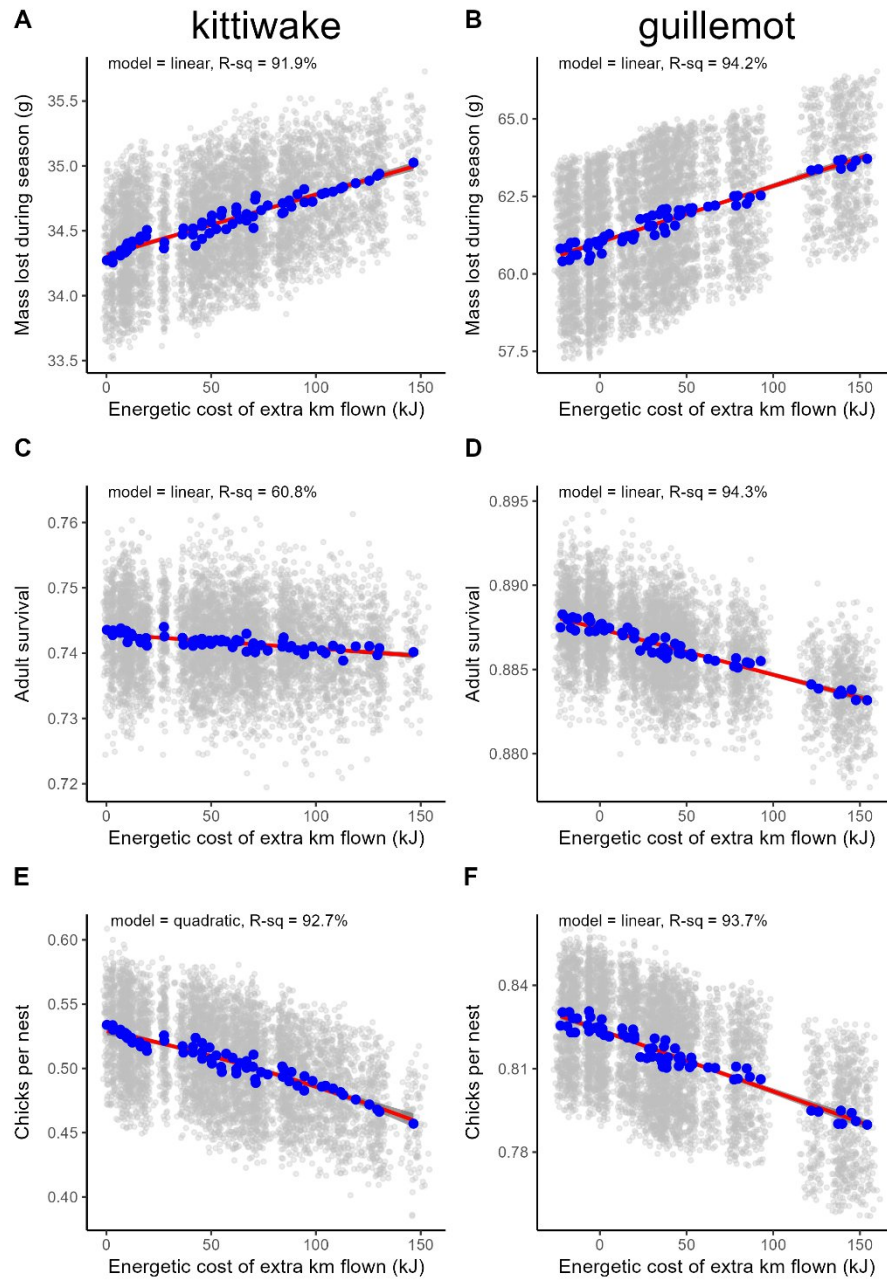 A kittiwake B guillemot
model = linear, R-sq = 91.9%
35.5
35.0
34.5
34.0
33.5
Mass lost during season (g)
0 50 100 150
Energetic cost of extra km flown (kJ)
model = linear, R-sq = 94.2%
65.0
62.5
60.0
57.5
Mass lost during season (g)
0 50 100 150
Energetic cost of extra km flown (kJ)
C
model = linear, R-sq = 60.8%
0.76
0.75
0.74
0.73
0.72
Adult survival
0 50 100 150
Energetic cost of extra km flown (kJ)
D
model = linear, R-sq = 94.3%
0.895
0.890
0.885
0.880
Adult survival
0 50 100 150
Energetic cost of extra km flown (kJ)
E
model = quadratic, R-sq = 92.7%
0.60
0.55
0.50
0.45
0.40
Chicks per nest
0 50 100 150
Energetic cost of extra km flown (kJ)
F
model = linear, R-sq = 93.7%
0.84
0.81
0.78
Chicks per nest
0 50 100 150
Energetic cost of extra km flown (kJ)